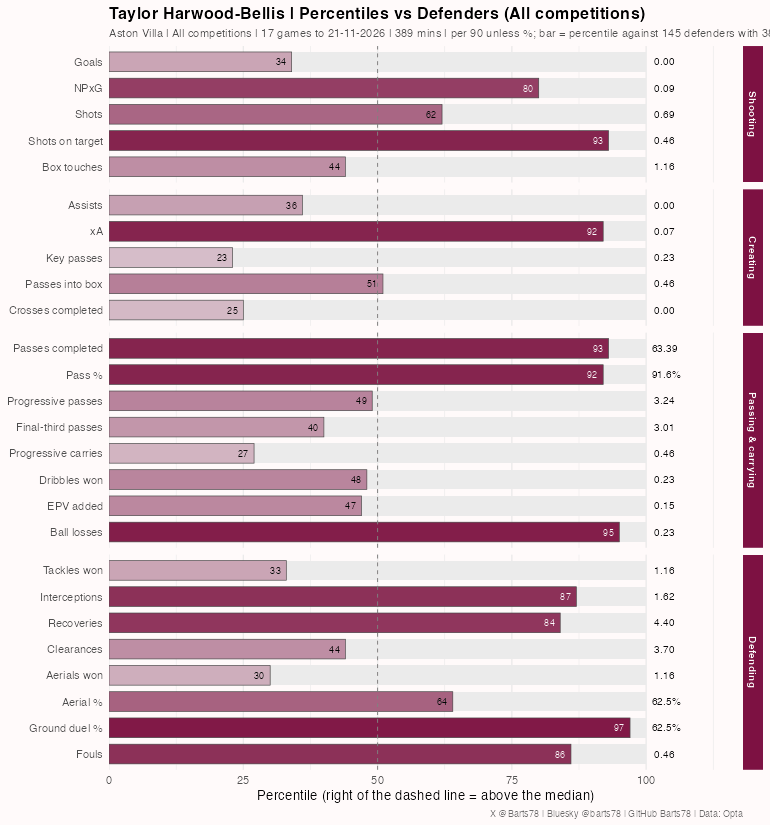 Taylor Harwood-Bellis | Percentiles vs Defenders (All competitions)
Aston Villa | All competitions | 17 games to 21-11-2026 | 389 mins | per 90 unless %; bar = percentile against 145 defenders with 38
Goals 34 0.00
NPxG 80 0.09
Shots 62 0.69
Shots on target 93 0.46
Box touches 44 1.16
Shooting
Assists 36 0.00
xA 92 0.07
Key passes 23 0.23
Passes into box 51 0.46
Crosses completed 25 0.00
Creating
Passes completed 93 63.39
Pass % 92 91.6%
Progressive passes 49 3.24
Final-third passes 40 3.01
Progressive carries 27 0.46
Dribbles won 48 0.23
EPV added 47 0.15
Ball losses 95 0.23
Passing & carrying
Tackles won 33 1.16
Interceptions 87 1.62
Recoveries 84 4.40
Clearances 44 3.70
Aerials won 30 1.16
Aerial % 64 62.5%
Ground duel % 97 62.5%
Fouls 86 0.46
Defending
0 25 50 75 100
Percentile (right of the dashed line = above the median)
X @Barts78 | Bluesky @barts78 | GitHub Barts78 | Data: Opta